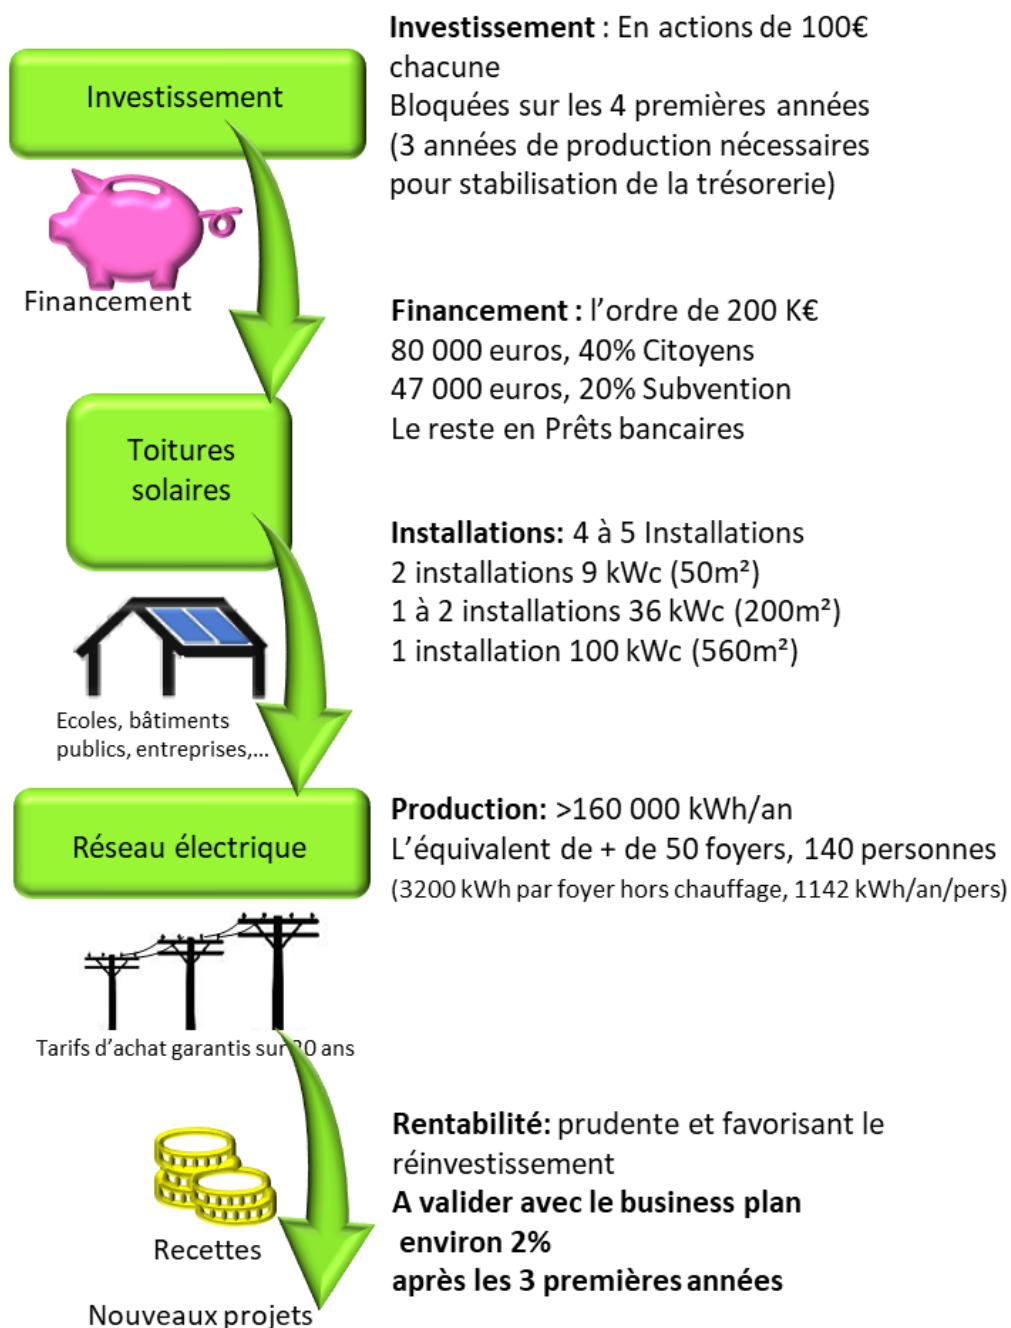 Investissement : En actions de 100€
chacune
Bloquées sur les 4 premières années
(3 années de production nécessaires
pour stabilisation de la trésorerie)
Investissement
Financement
Financement : l’ordre de 200 K€
80 000 euros, 40% Citoyens
47 000 euros, 20% Subvention
Le reste en Prêts bancaires
Toitures
solaires
Installations: 4 à 5 Installations
2 installations 9 kWc (50m²)
1 à 2 installations 36 kWc (200m²)
1 installation 100 kWc (560m²)
Ecoles, bâtiments
publics, entreprises,...
Réseau électrique
Production: >160 000 kWh/an
L’équivalent de + de 50 foyers, 140 personnes
(3200 kWh par foyer hors chauffage, 1142 kWh/an/pers)
Tarifs d’achat garantis sur 20 ans
Rentabilité: prudente et favorisant le
réinvestissement
A valider avec le business plan
environ 2%
après les 3 premières années
Recettes
Nouveaux projets